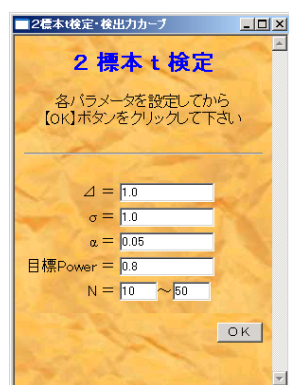 2標本t検定・検出力カーブ
2 標本 t 検定
各パラメータを設定してから
【OK】ボタンをクリックして下さい
⊿ = 1.0
σ = 1.0
α = 0.05
目標Power = 0.8
N = 10 ～ 50
OK